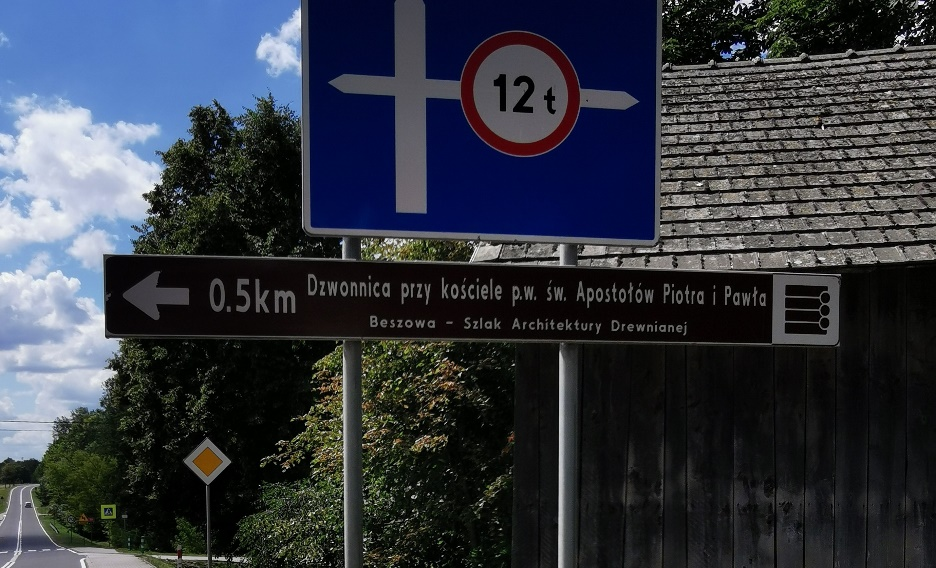 12 t
0.5km
Dzwonnica przy kościele p.w. św. Apostołów Piotra i Pawła
Beszowa - Szlak Architektury Drewnianej